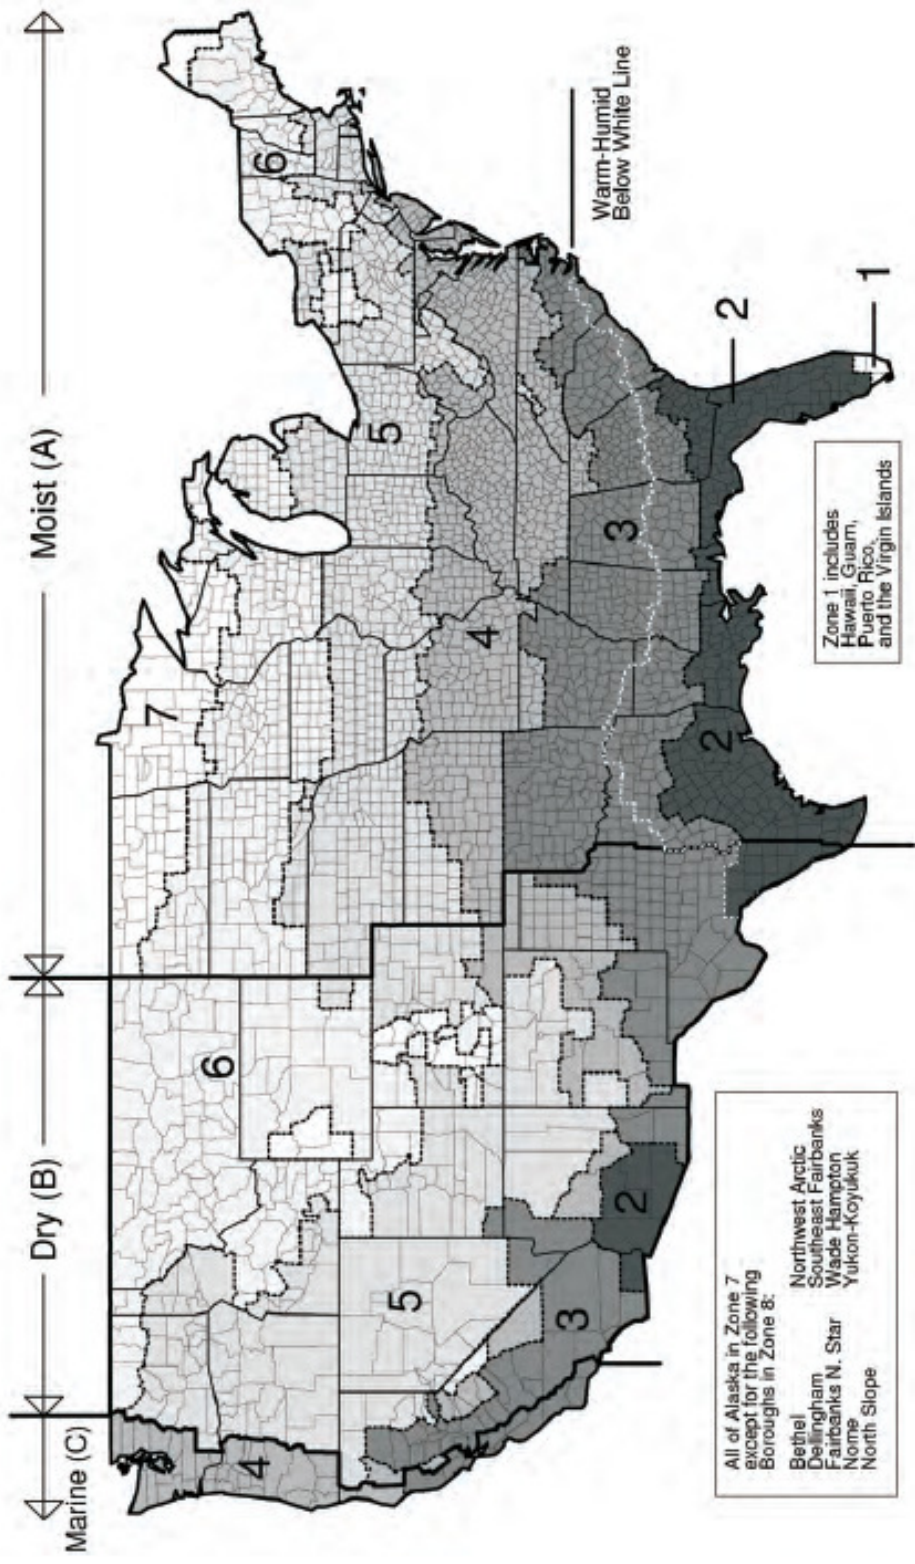 Marine (C)
Dry (B)
Moist (A)
7
6
6
5
5
4
4
3
3
2
2
2
1
Warm-Humid
Below White Line
Zone 1 includes
Hawaii, Guam,
Puerto Rico,
and the Virgin Islands
All of Alaska in Zone 7
except for the following
Boroughs in Zone 8:
Bethel
Dellingham
Fairbanks N. Star
Nome
North Slope
Northwest Arctic
Southeast Fairbanks
Wade Hampton
Yukon-Koyukuk